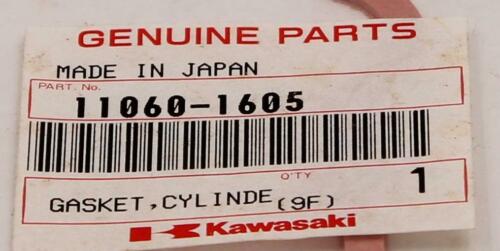 GENUINE PARTS
MADE IN JAPAN
PART. No.
11060-1605
Q'TY
GASKET,CYLINDE(9F) 1
Kawasaki